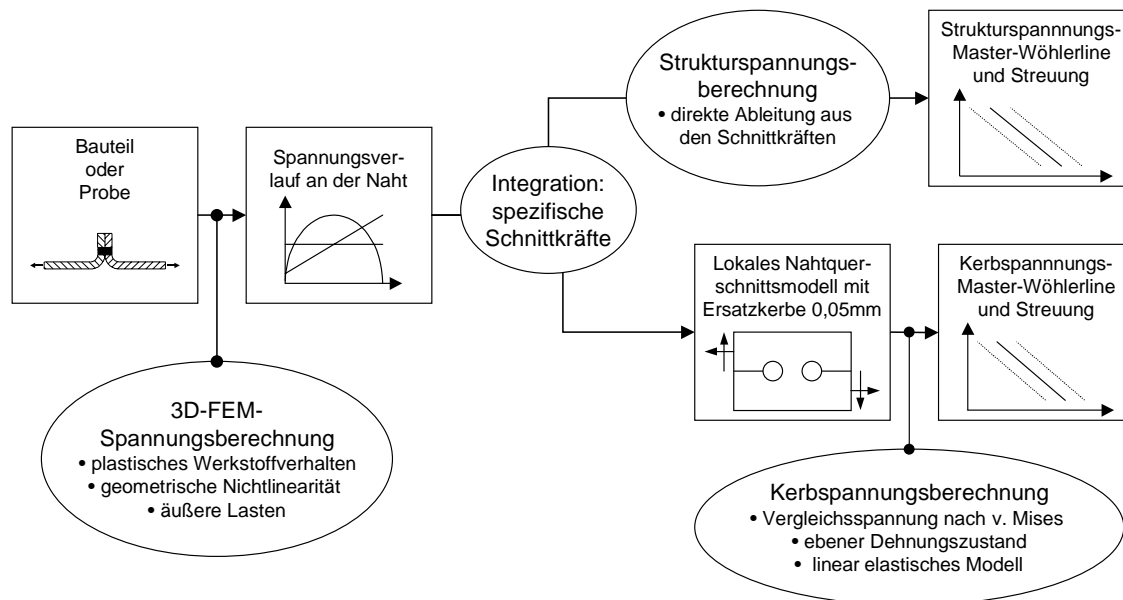 Bauteil
oder
Probe
3D-FEM-
Spannungsberechnung
• plastisches Werkstoffverhalten
• geometrische Nichtlinearität
• äußere Lasten
Spannungsver-
lauf an der Naht
Integration:
spezifische
Schnittkräfte
Strukturspannungs-
berechnung
• direkte Ableitung aus
den Schnittkräften
Strukturspannnungs-
Master-Wöhlerline
und Streuung
Lokales Nahtquer-
schnittsmodell mit
Ersatzkerbe 0,05mm
Kerbspannungsberechnung
• Vergleichsspannung nach v. Mises
• ebener Dehnungszustand
• linear elastisches Modell
Kerbspannnungs-
Master-Wöhlerline
und Streuung